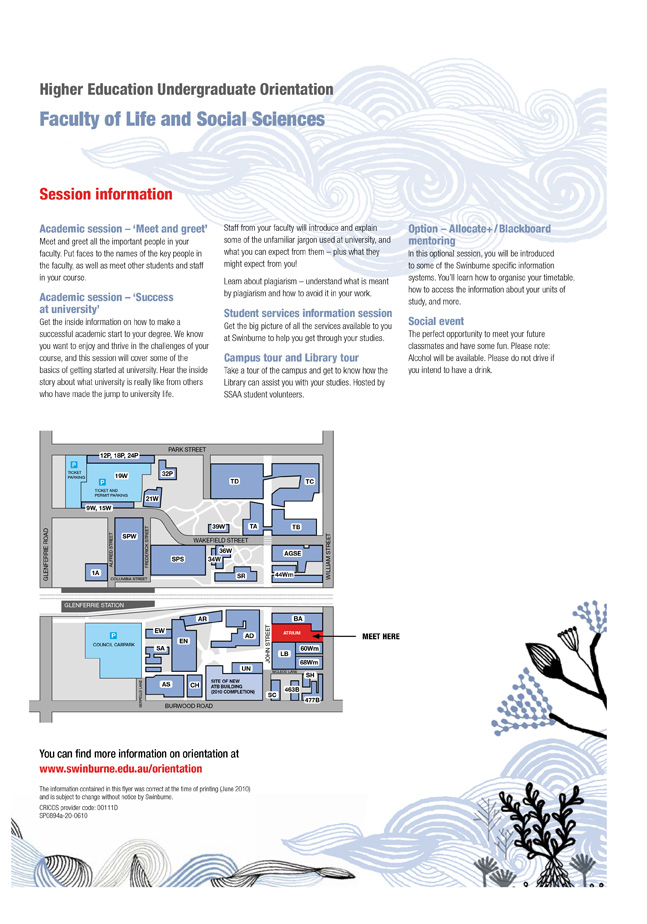 Higher Education Undergraduate Orientation
Faculty of Life and Social Sciences
Session information
Academic session – ‘Meet and greet’
Meet and greet all the important people in your
faculty. Put faces to the names of the key people in
the faculty, as well as meet other students and staff
in your course.
Academic session – ‘Success
at university’
Get the inside information on how to make a
successful academic start to your degree. We know
you want to enjoy and thrive in the challenges of your
course, and this session will cover some of the
basics of getting started at university. Hear the inside
story about what university is really like from others
who have made the jump to university life.
Staff from your faculty will introduce and explain
some of the unfamiliar jargon used at university, and
what you can expect from them – plus what they
might expect from you!
Learn about plagiarism – understand what is meant
by plagiarism and how to avoid it in your work.
Student services information session
Get the big picture of all the services available to you
at Swinburne to help you get through your studies.
Campus tour and Library tour
Take a tour of the campus and get to know how the
Library can assist you with your studies. Hosted by
SSAA student volunteers.
Option – Allocate+ / Blackboard
mentoring
In this optional session, you will be introduced
to some of the Swinburne specific information
systems. You’ll learn how to organise your timetable,
how to access the information about your units of
study, and more.
Social event
The perfect opportunity to meet your future
classmates and have some fun. Please note:
Alcohol will be available. Please do not drive if
you intend to have a drink.
PARK STREET
12P, 18P, 24P
P
TICKET
PARKING
19W
P
TICKET AND
PERMIT PARKING
32P
21W
TD
TC
9W, 15W
GLENFERRIE ROAD
ALFRED STREET
SPW
FREDERICK STREET
39W
TA
TB
WAKEFIELD STREET
WILLIAM STREET
SPS
36W
34W
AGSE
1A
COLUMBIA STREET
SR
44Wm
GLENFERRIE STATION
P
COUNCIL CARPARK
EW
SA
EN
AR
AD
JOHN STREET
BA
ATRIUM
MEET HERE
LB
60Wm
68Wm
UN
AS
CH
SITE OF NEW
ATB BUILDING
(2010 COMPLETION)
SH
SC
463B
477B
BURWOOD ROAD
You can find more information on orientation at
www.swinburne.edu.au/orientation
The information contained in this flyer was correct at the time of printing (June 2010)
and is subject to change without notice by Swinburne.
CRICOS provider code: 00111D
SP0894a-20-0610